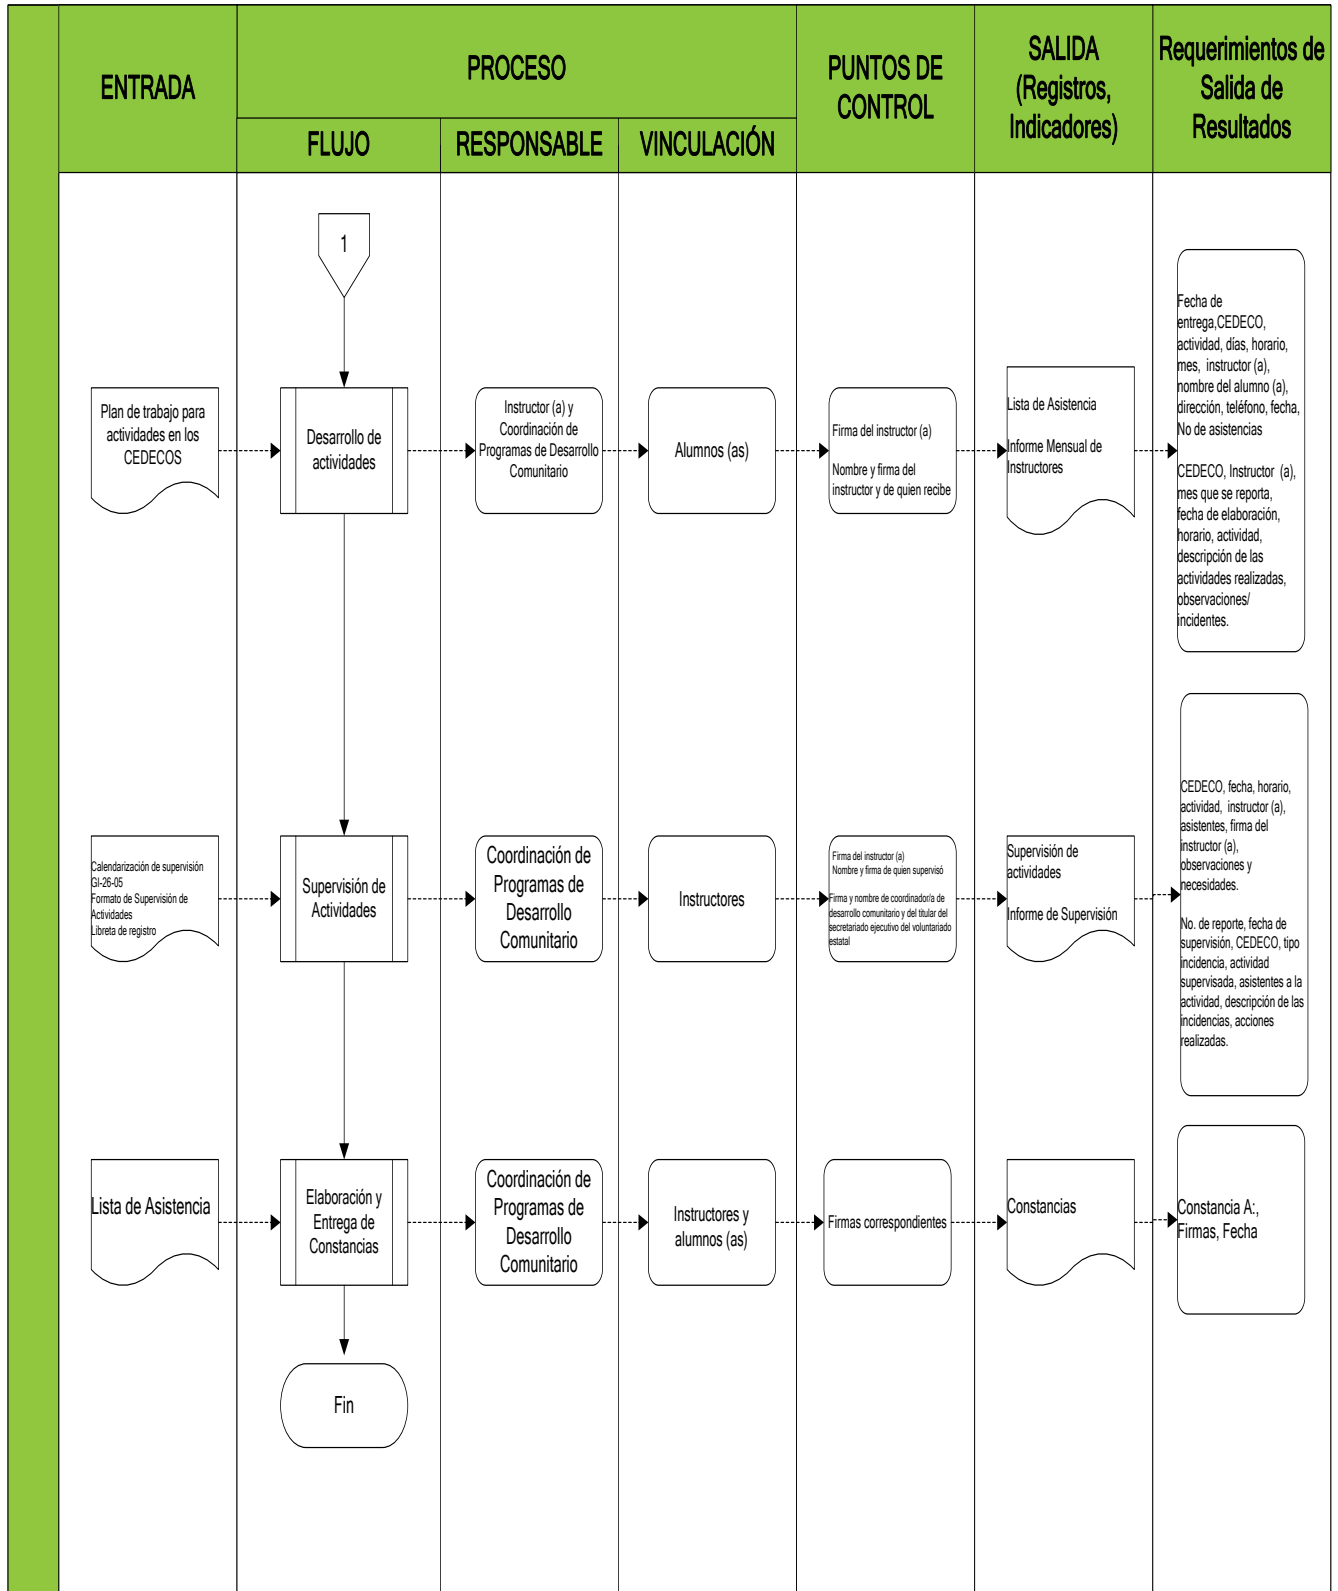 ENTRADA
PROCESO
FLUJO
RESPONSABLE
VINCULACIÓN
PUNTOS DE
CONTROL
SALIDA
(Registros,
Indicadores)
Requerimientos de
Salida de
Resultados
1
Plan de trabajo para
actividades en los
CEDECOS
Desarrollo de
actividades
Instructor (a) y
Coordinación de
Programas de Desarrollo
Comunitario
Alumnos (as)
Firma del instructor (a)
Nombre y firma del
instructor y de quien recibe
Lista de Asistencia
Informe Mensual de
Instructores
Fecha de
entrega,CEDECO,
actividad, días, horario,
mes, instructor (a),
nombre del alumno (a),
dirección, teléfono, fecha,
No de asistencias
CEDECO, Instructor (a),
mes que se reporta,
fecha de elaboración,
horario, actividad,
descripción de las
actividades realizadas,
observaciones/
incidentes.
Calendarización de supervisión
GI-26-05
Formato de Supervisión de
Actividades
Libreta de registro
Supervisión de
Actividades
Coordinación de
Programas de
Desarrollo
Comunitario
Instructores
Firma del instructor (a)
Nombre y firma de quien supervisó
Firma y nombre de coordinador/a de
desarrollo comunitario y del titular del
secretariado ejecutivo del voluntariado
estatal
Supervisión de
actividades
Informe de Supervisión
CEDECO, fecha, horario,
actividad, instructor (a),
asistentes, firma del
instructor (a),
observaciones y
necesidades.
No. de reporte, fecha de
supervisión, CEDECO, tipo
incidencia, actividad
supervisada, asistentes a la
actividad, descripción de las
incidencias, acciones
realizadas.
Lista de Asistencia
Elaboración y
Entrega de
Constancias
Coordinación de
Programas de
Desarrollo
Comunitario
Instructores y
alumnos (as)
Firmas correspondientes
Constancias
Constancia A:,
Firmas, Fecha
Fin